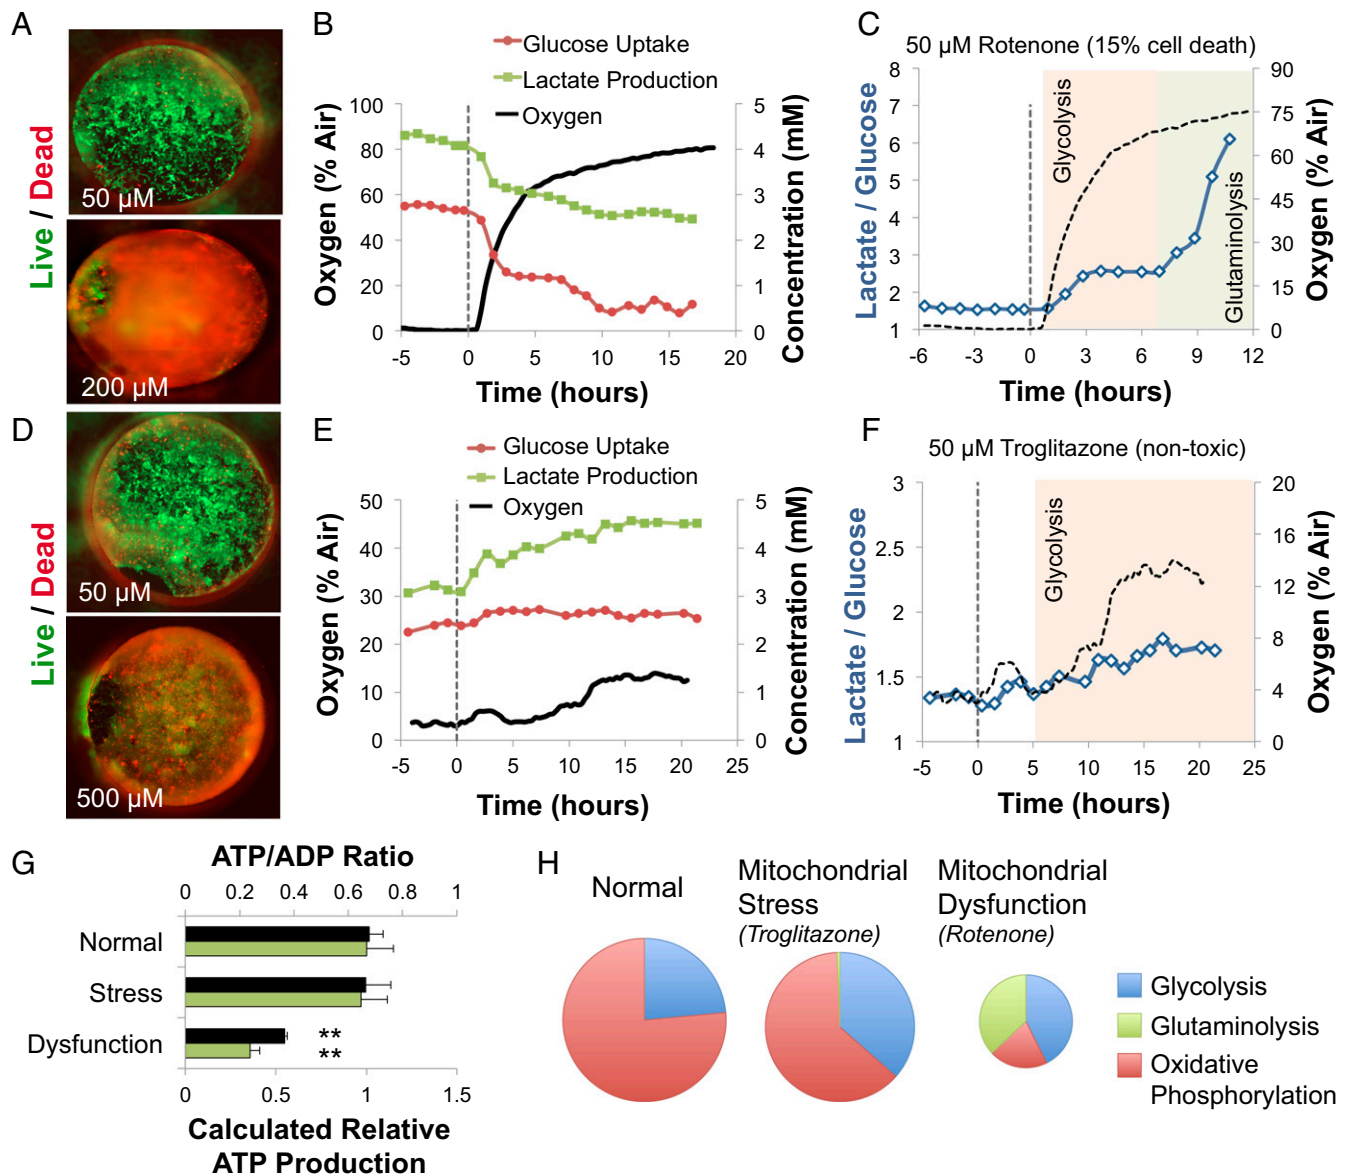 A
Live / Dead
50 µM
200 µM
B
Glucose Uptake
Lactate Production
Oxygen
Oxygen (% Air)
100
80
60
40
20
0
5
4
3
2
1
0
Concentration (mM)
-5 0 5 10 15 20
Time (hours)
C
50 µM Rotenone (15% cell death)
Lactate / Glucose
8
7
6
5
4
3
2
1
Glycolysis
Glutaminolysis
90
75
60
45
30
15
0
Oxygen (% Air)
-6 -3 0 3 6 9 12
Time (hours)
D
Live / Dead
50 µM
500 µM
E
Glucose Uptake
Lactate Production
Oxygen
Oxygen (% Air)
50
40
30
20
10
0
5
4
3
2
1
0
Concentration (mM)
-5 0 5 10 15 20 25
Time (hours)
F
50 µM Troglitazone (non-toxic)
Lactate / Glucose
3
2.5
2
1.5
1
Glycolysis
20
16
12
8
4
0
Oxygen (% Air)
-5 0 5 10 15 20 25
Time (hours)
G
ATP/ADP Ratio
0 0.2 0.4 0.6 0.8 1
Normal
Stress
Dysfunction
**
**
0 0.5 1 1.5
Calculated Relative
ATP Production
H
Normal
Mitochondrial
Stress
(Troglitazone)
Mitochondrial
Dysfunction
(Rotenone)
Glycolysis
Glutaminolysis
Oxidative
Phosphorylation